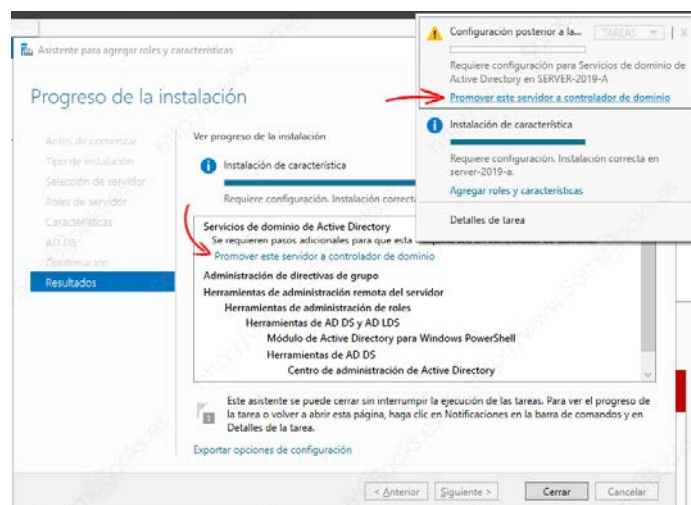 Asistente para agregar roles y características
Progreso de la instalación
Antes de comenzar
Tipo de instalación
Selección de servidor
Roles de servidor
Características
AD DS
Confirmación
Resultados
Ver progreso de la instalación
Instalación de característica
Requiere configuración. Instalación correcta
Servicios de dominio de Active Directory
Se requieren pasos adicionales para que esta
Promover este servidor a controlador de dominio
Administración de directivas de grupo
Herramientas de administración remota del servidor
Herramientas de administración de roles
Herramientas de AD DS y AD LDS
Módulo de Active Directory para Windows PowerShell
Herramientas de AD DS
Centro de administración de Active Directory
Este asistente se puede cerrar sin interrumpir la ejecución de las tareas. Para ver el progreso de
la tarea o volver a abrir esta página, haga clic en Notificaciones en la barra de comandos y en
Detalles de la tarea.
Exportar opciones de configuración
< Anterior
Siguiente >
Cerrar
Cancelar
Configuración posterior a la...
TAREAS
X
Requiere configuración para Servicios de dominio de
Active Directory en SERVER-2019-A
Promover este servidor a controlador de dominio
Instalación de característica
Requiere configuración. Instalación correcta en
server-2019-a.
Agregar roles y características
Detalles de tarea